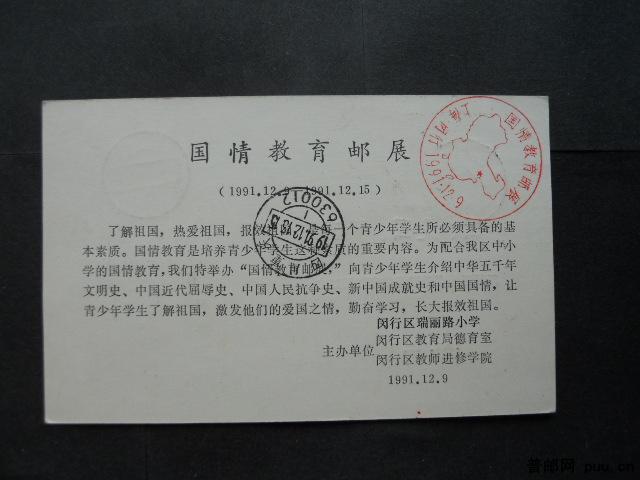 国情教育邮展
(1991.12.9—1991.12.15)
了解祖国，热爱祖国，报效祖国，是每一个青少年学生所必须具备的基
本素质。国情教育是培养青少年学生这种素质的重要内容。为配合我区中小
学的国情教育，我们特举办“国情教育邮展”向青少年学生介绍中华五千年
文明史、中国近代屈辱史、中国人民抗争史、新中国成就史和中国国情，让
青少年学生了解祖国，激发他们的爱国之情，勤奋学习，长大报效祖国。
主办单位
闵行区瑞丽路小学
闵行区教育局德育室
闵行区教师进修学院
1991.12.9
国情教育邮展
上海闵行
630012
普邮网 puu.cn